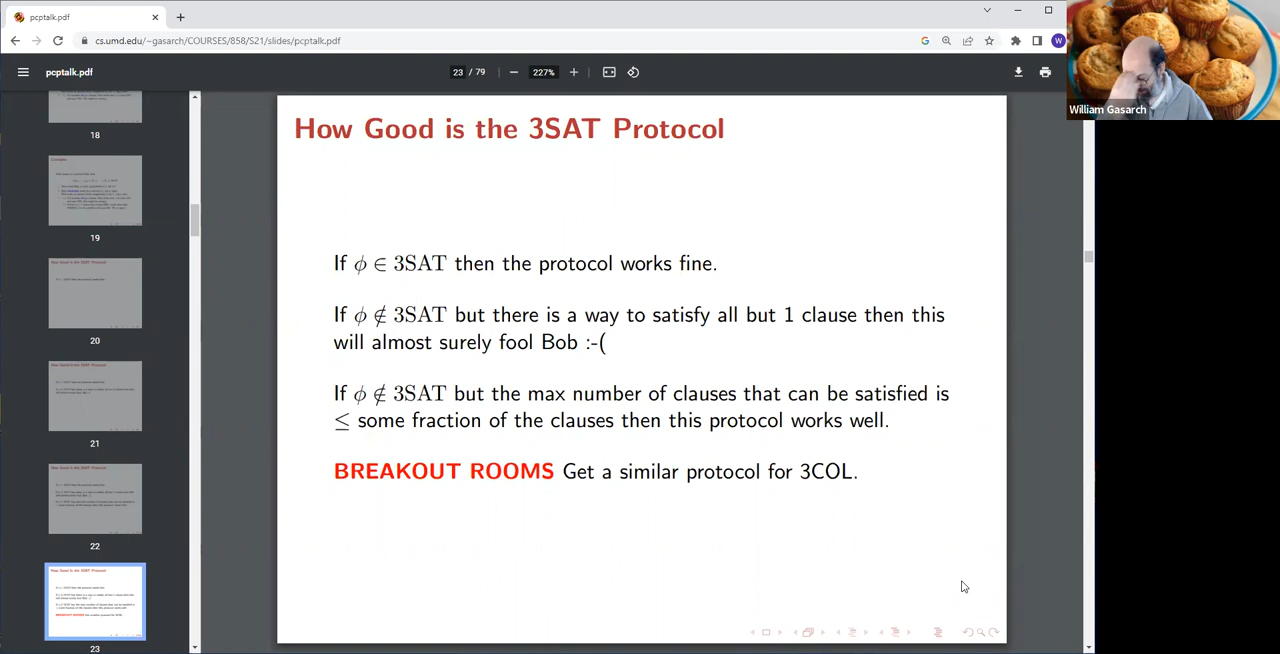 pcptalk.pdf
cs.umd.edu/~gasarch/COURSES/858/S21/slides/pcptalk.pdf
W
pcptalk.pdf
23 / 79
227%
William Gasarch
18
19
20
21
22
23
How Good is the 3SAT Protocol
If ϕ ∈ 3SAT then the protocol works fine.
If ϕ ∉ 3SAT but there is a way to satisfy all but 1 clause then this
will almost surely fool Bob :-(
If ϕ ∉ 3SAT but the max number of clauses that can be satisfied is
≤ some fraction of the clauses then this protocol works well.
BREAKOUT ROOMS Get a similar protocol for 3COL.